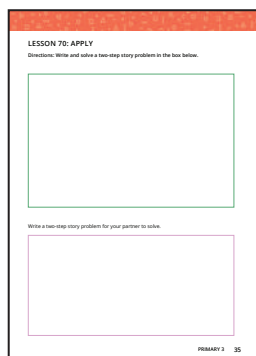 LESSON 70: APPLY
Directions: Write and solve a two-step story problem in the box below.
Write a two-step story problem for your partner to solve.
PRIMARY 3 35